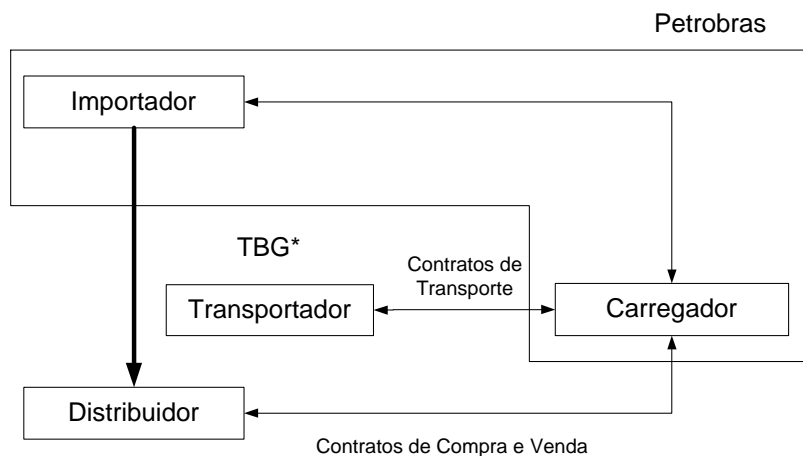 Petrobras
Importador
TBG*
Contratos de
Transporte
Transportador
Carregador
Distribuidor
Contratos de Compra e Venda